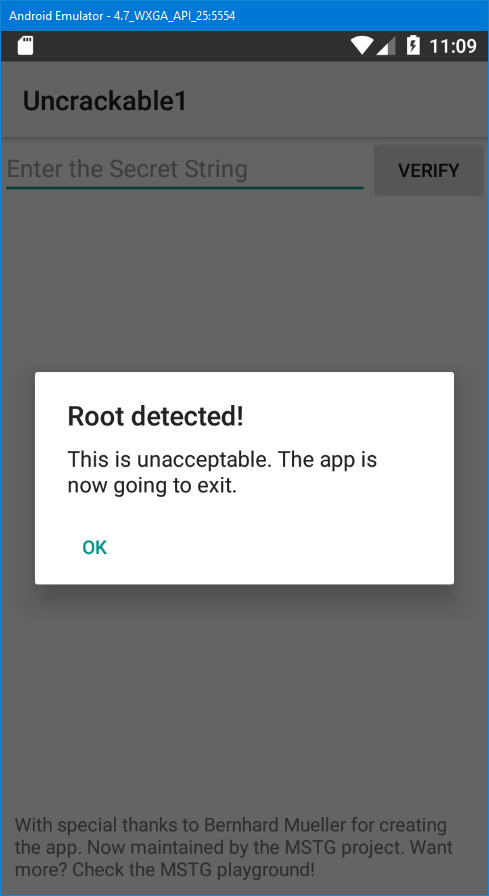 Android Emulator - 4.7_WXGA_API_25:5554
11:09
Uncrackable1
Enter the Secret String
VERIFY
Root detected!
This is unacceptable. The app is
now going to exit.
OK
With special thanks to Bernhard Mueller for creating
the app. Now maintained by the MSTG project. Want
more? Check the MSTG playground!